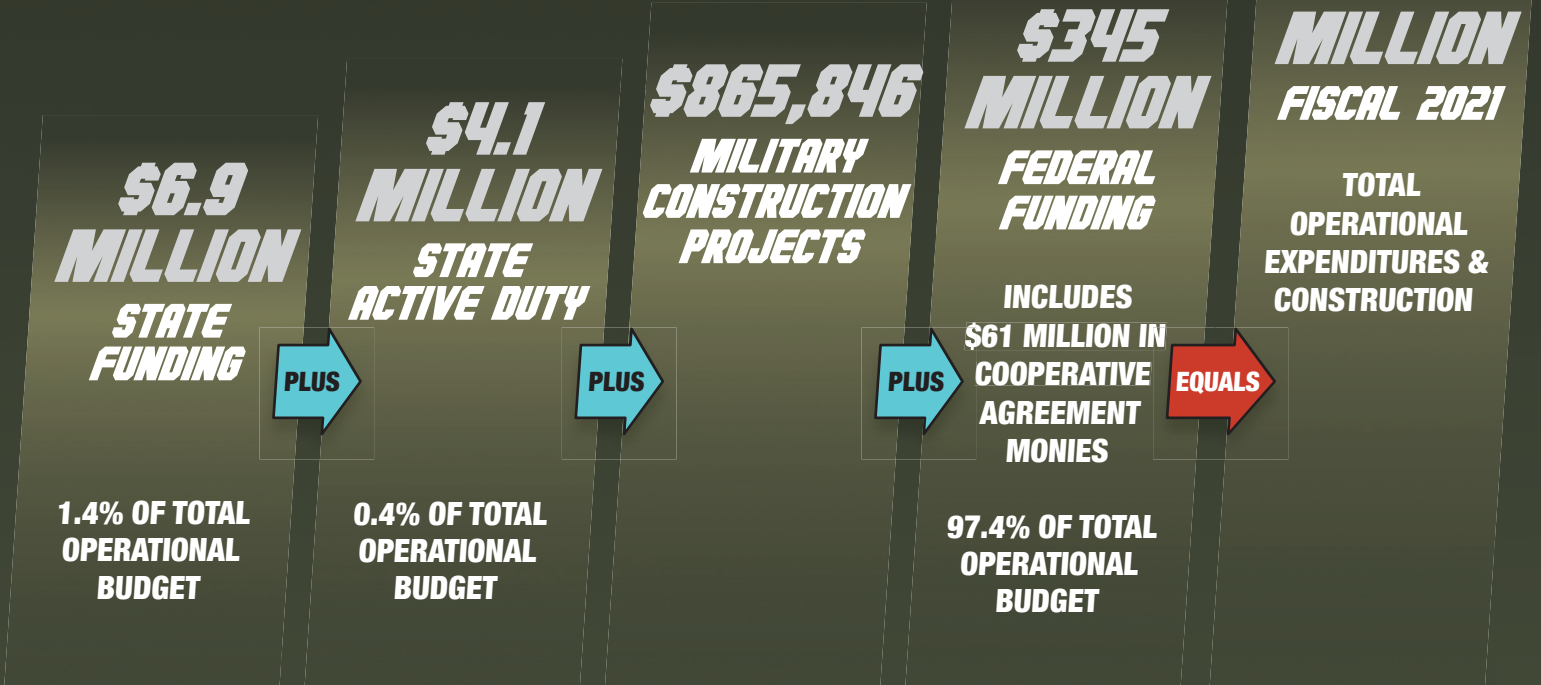 $6.9
MILLION
STATE
FUNDING
1.4% OF TOTAL
OPERATIONAL
BUDGET
PLUS
$4.1
MILLION
STATE
ACTIVE DUTY
0.4% OF TOTAL
OPERATIONAL
BUDGET
PLUS
$865,846
MILITARY
CONSTRUCTION
PROJECTS
PLUS
$345
MILLION
FEDERAL
FUNDING
INCLUDES
$61 MILLION IN
COOPERATIVE
AGREEMENT
MONIES
97.4% OF TOTAL
OPERATIONAL
BUDGET
EQUALS
MILLION
FISCAL 2021
TOTAL
OPERATIONAL
EXPENDITURES &
CONSTRUCTION